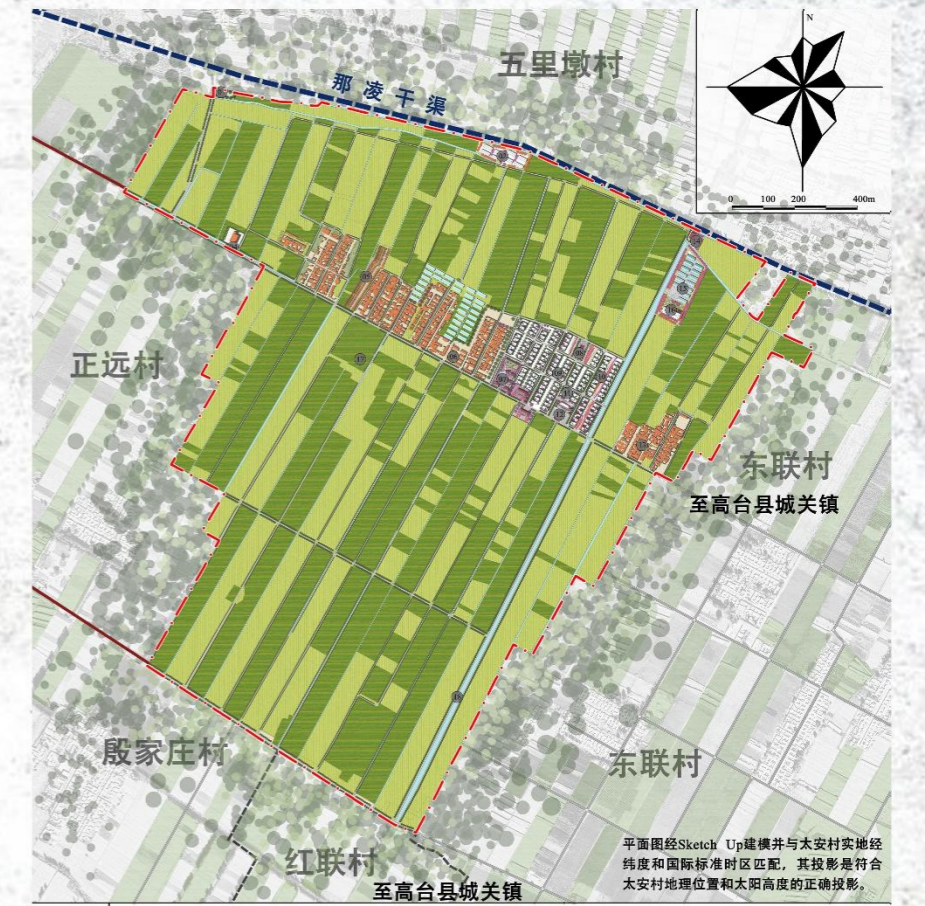 N
五里墩村
那凌干渠
0 100 200 400m
正远村
东联村
至高台县城关镇
殷家庄村
东联村
平面图经Sketch Up建模并与太安村实地经
纬度和国际标准时区匹配，其投影是符合
太安村地理位置和太阳高度的正确投影。
红联村
至高台县城关镇